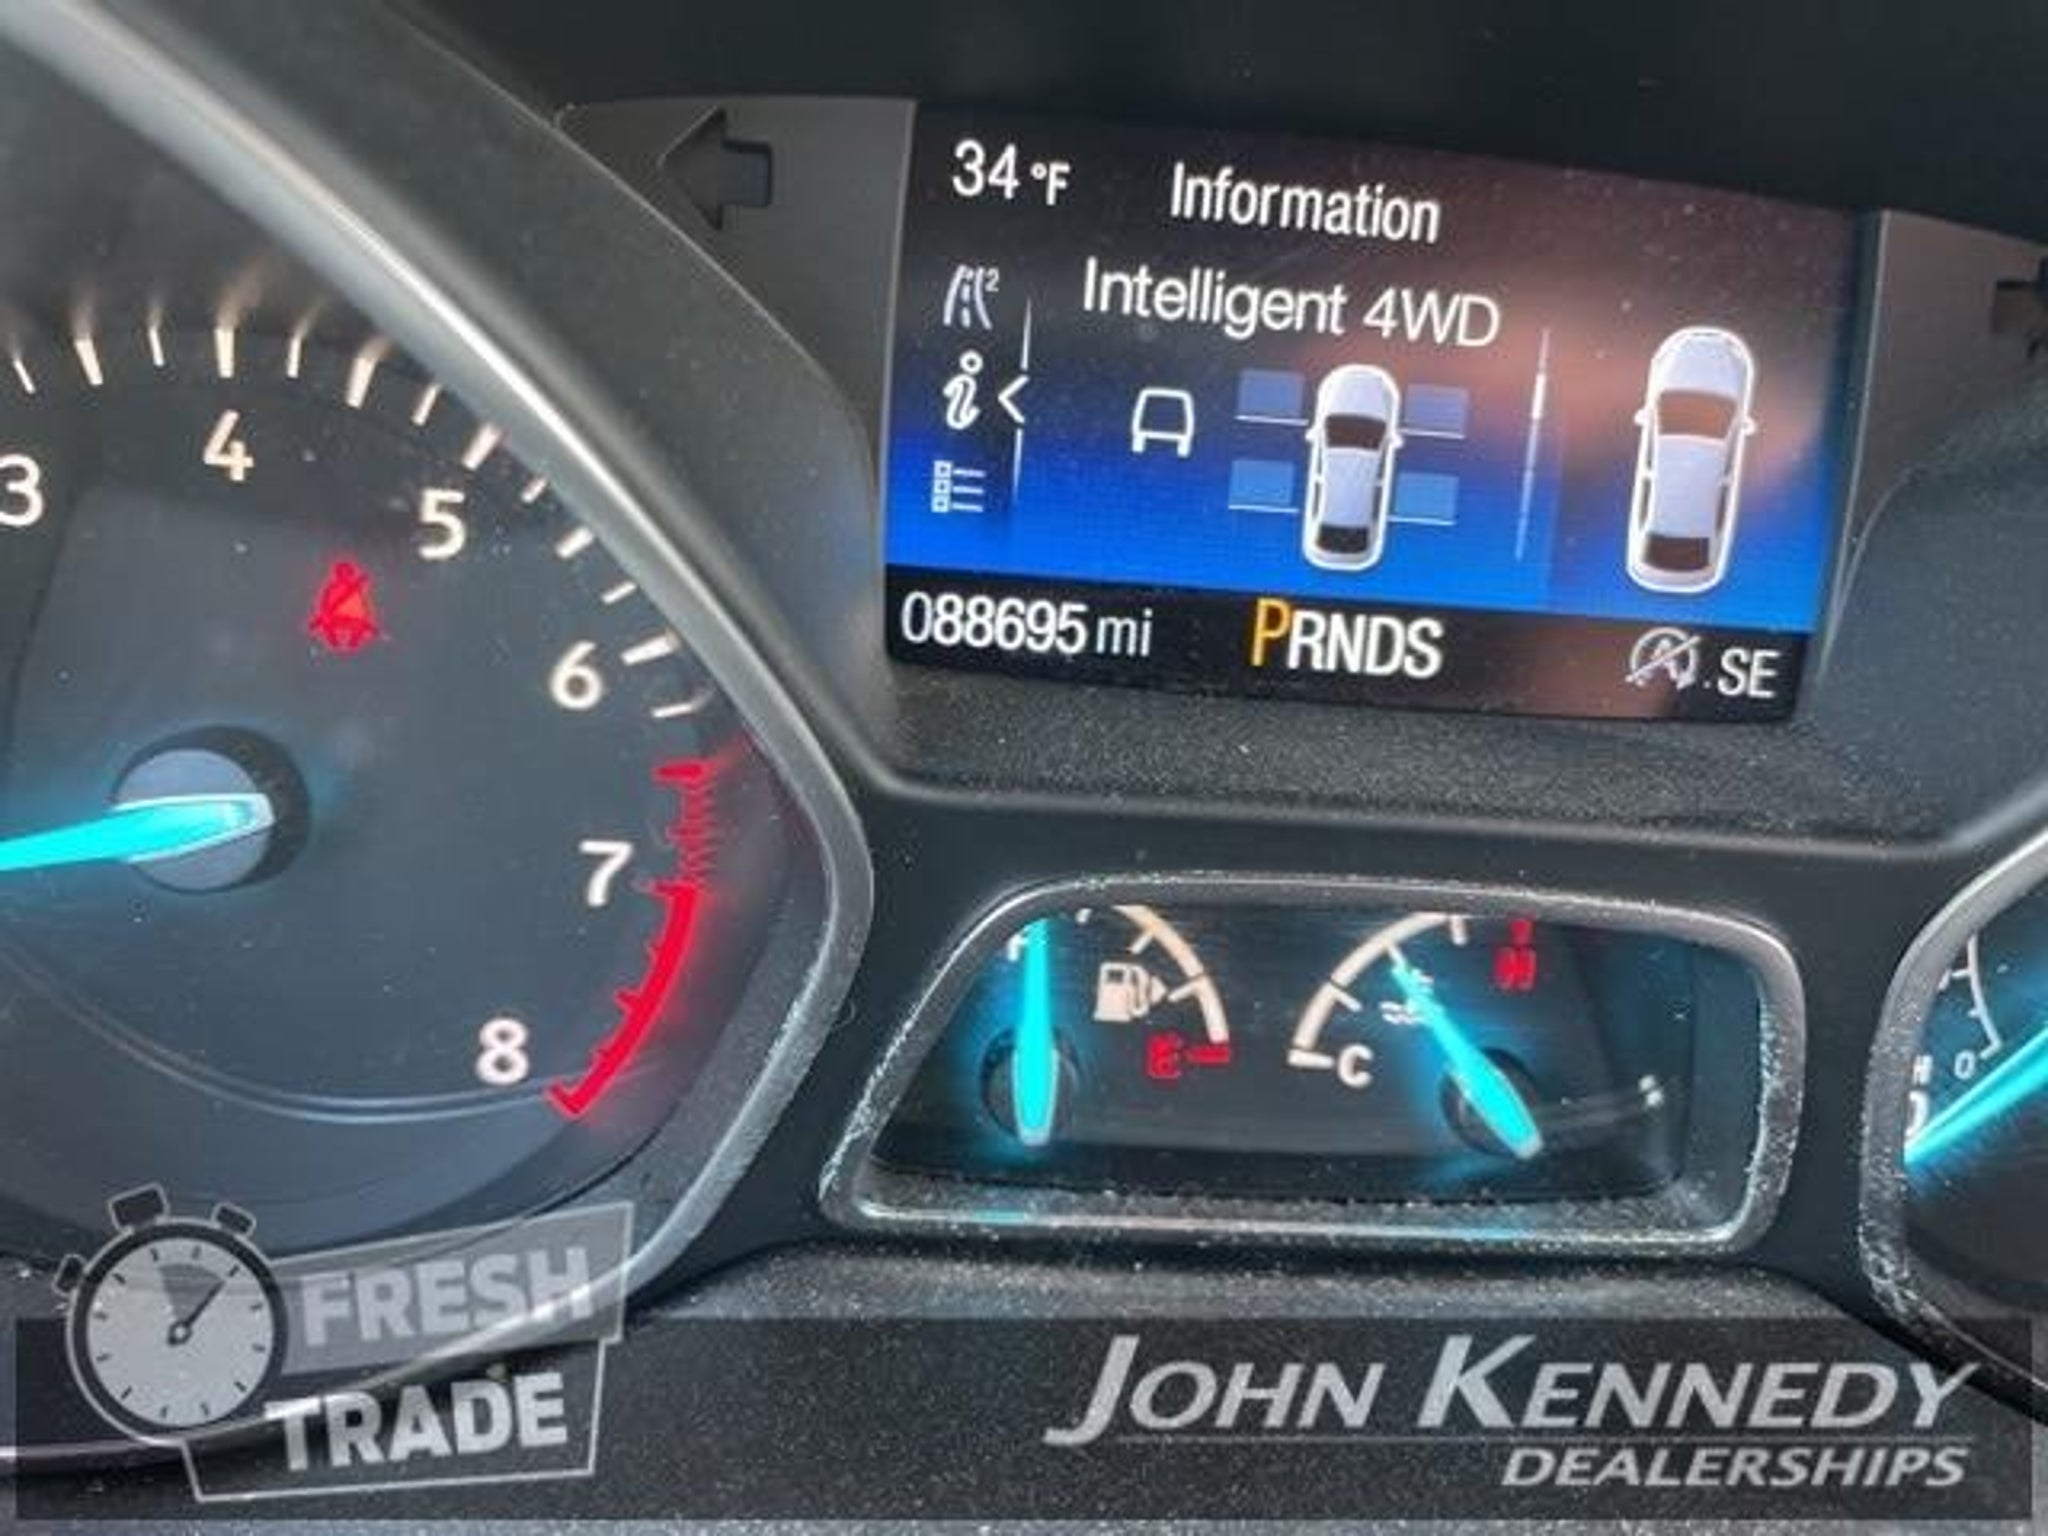 34 °F
Information
Intelligent 4WD
088695 mi
PRNDS
A
.SE
3
4
5
6
7
8
F
E
C
H
0
FRESH
TRADE
JOHN KENNEDY
DEALERSHIPS